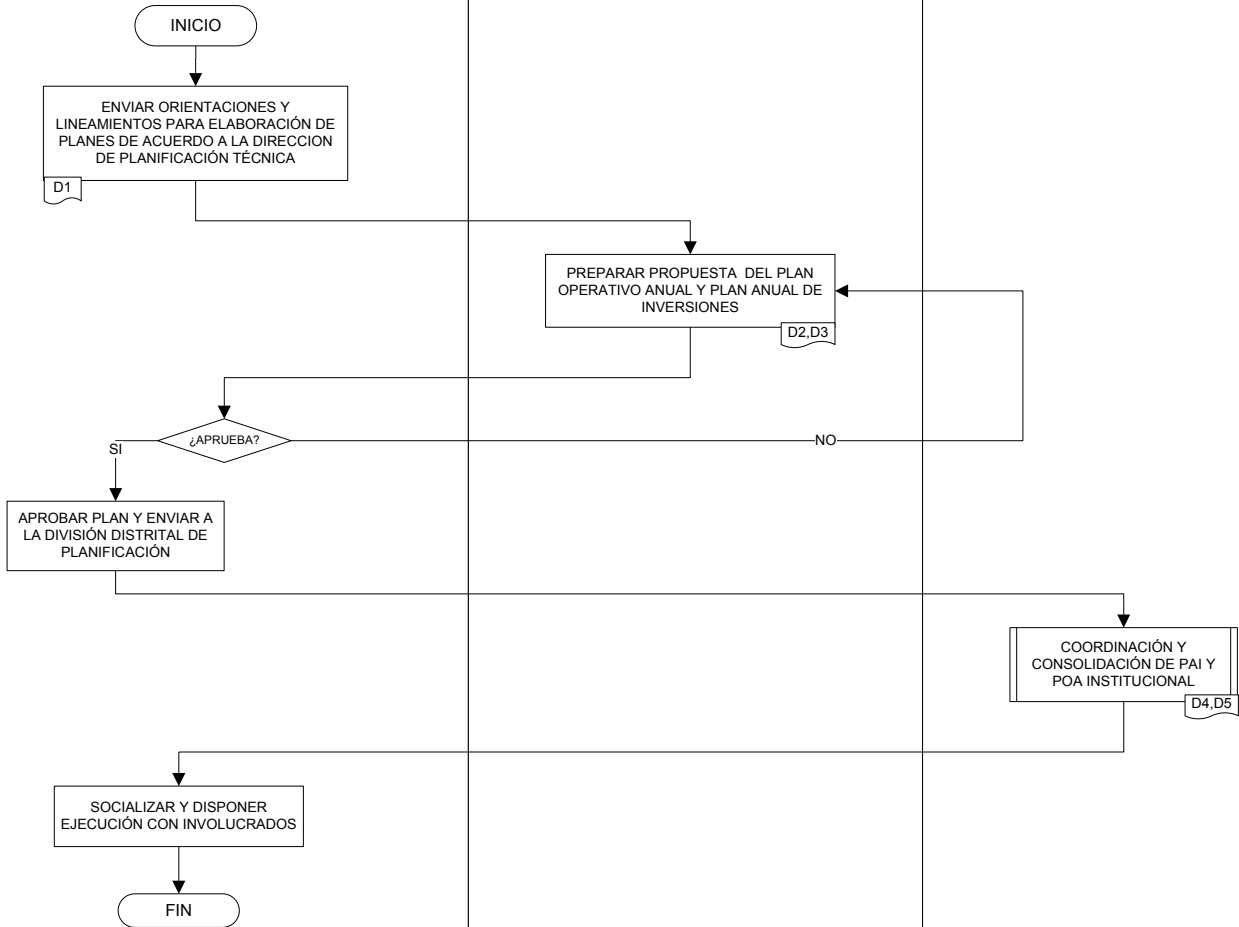 INICIO
ENVIAR ORIENTACIONES Y
LINEAMIENTOS PARA ELABORACIÓN DE
PLANES DE ACUERDO A LA DIRECCION
DE PLANIFICACIÓN TÉCNICA
D1
PREPARAR PROPUESTA DEL PLAN
OPERATIVO ANUAL Y PLAN ANUAL DE
INVERSIONES
D2,D3
¿APRUEBA?
SI
NO
APROBAR PLAN Y ENVIAR A
LA DIVISIÓN DISTRITAL DE
PLANIFICACIÓN
COORDINACIÓN Y
CONSOLIDACIÓN DE PAI Y
POA INSTITUCIONAL
D4,D5
SOCIALIZAR Y DISPONER
EJECUCIÓN CON INVOLUCRADOS
FIN